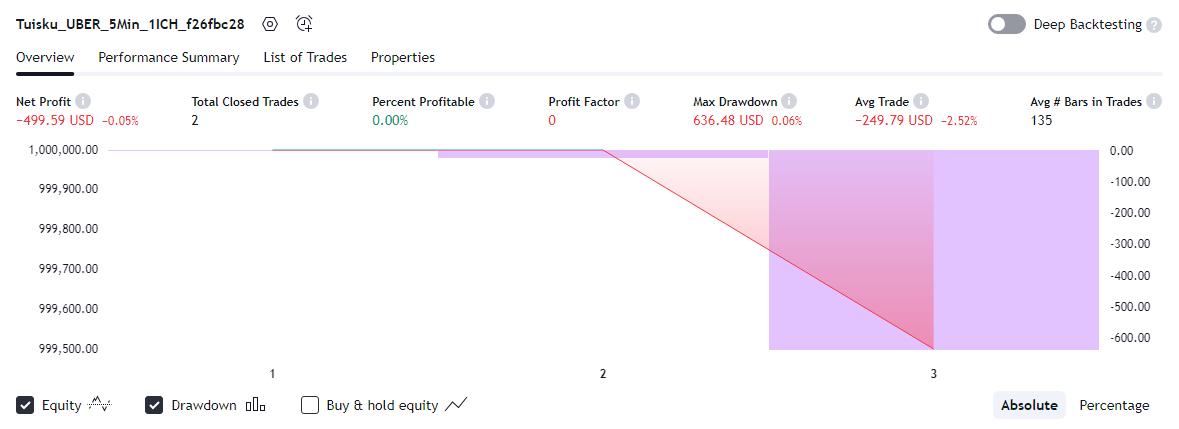 Tuisku_UBER_5Min_1ICH_f26fbc28 Deep Backtesting ?
Overview Performance Summary List of Trades Properties
Net Profit i Total Closed Trades i Percent Profitable i Profit Factor i Max Drawdown i Avg Trade i Avg # Bars in Trades i
−499.59 USD −0.05% 2 0.00% 0 636.48 USD 0.06% −249.79 USD −2.52% 135
1,000,000.00 0.00
999,900.00 -100.00
999,800.00 -200.00
999,700.00 -300.00
999,600.00 -400.00
999,500.00 -500.00
-600.00
1 2 3
Equity Drawdown Buy & hold equity Absolute Percentage